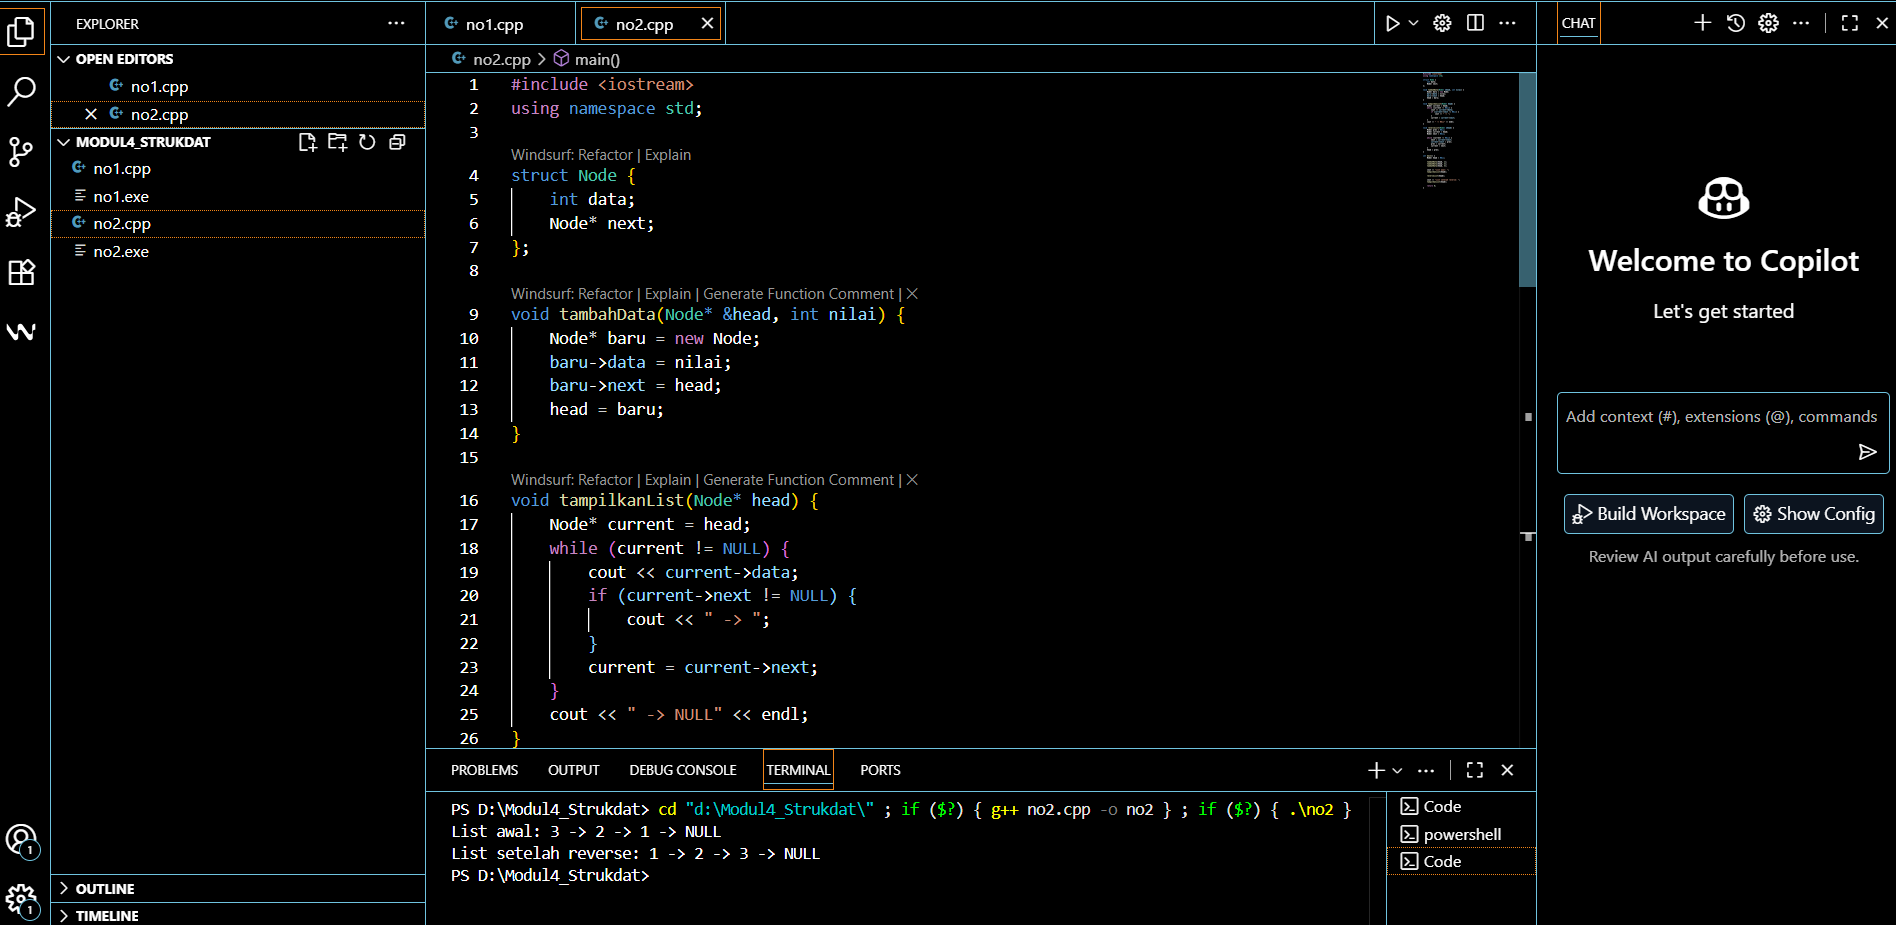 EXPLORER
OPEN EDITORS
no1.cpp
no2.cpp
MODUL4_STRUKDAT
no1.cpp
no1.exe
no2.cpp
no2.exe
OUTLINE
TIMELINE
1
1
no1.cpp
no2.cpp
no2.cpp > main()
1 #include <iostream>
2 using namespace std;
3
Windsurf: Refactor | Explain
4 struct Node {
5     int data;
6     Node* next;
7 };
8
Windsurf: Refactor | Explain | Generate Function Comment | ×
9 void tambahData(Node* &head, int nilai) {
10     Node* baru = new Node;
11     baru->data = nilai;
12     baru->next = head;
13     head = baru;
14 }
15
Windsurf: Refactor | Explain | Generate Function Comment | ×
16 void tampilkanList(Node* head) {
17     Node* current = head;
18     while (current != NULL) {
19         cout << current->data;
20         if (current->next != NULL) {
21             cout << " -> ";
22         }
23         current = current->next;
24     }
25     cout << " -> NULL" << endl;
26 }
PROBLEMS OUTPUT DEBUG CONSOLE TERMINAL PORTS
PS D:\Modul4_Strukdat> cd "d:\Modul4_Strukdat\" ; if ($?) { g++ no2.cpp -o no2 } ; if ($?) { .\no2 }
List awal: 3 -> 2 -> 1 -> NULL
List setelah reverse: 1 -> 2 -> 3 -> NULL
PS D:\Modul4_Strukdat>
Code
powershell
Code
CHAT
Welcome to Copilot
Let's get started
Add context (#), extensions (@), commands
Build Workspace
Show Config
Review AI output carefully before use.